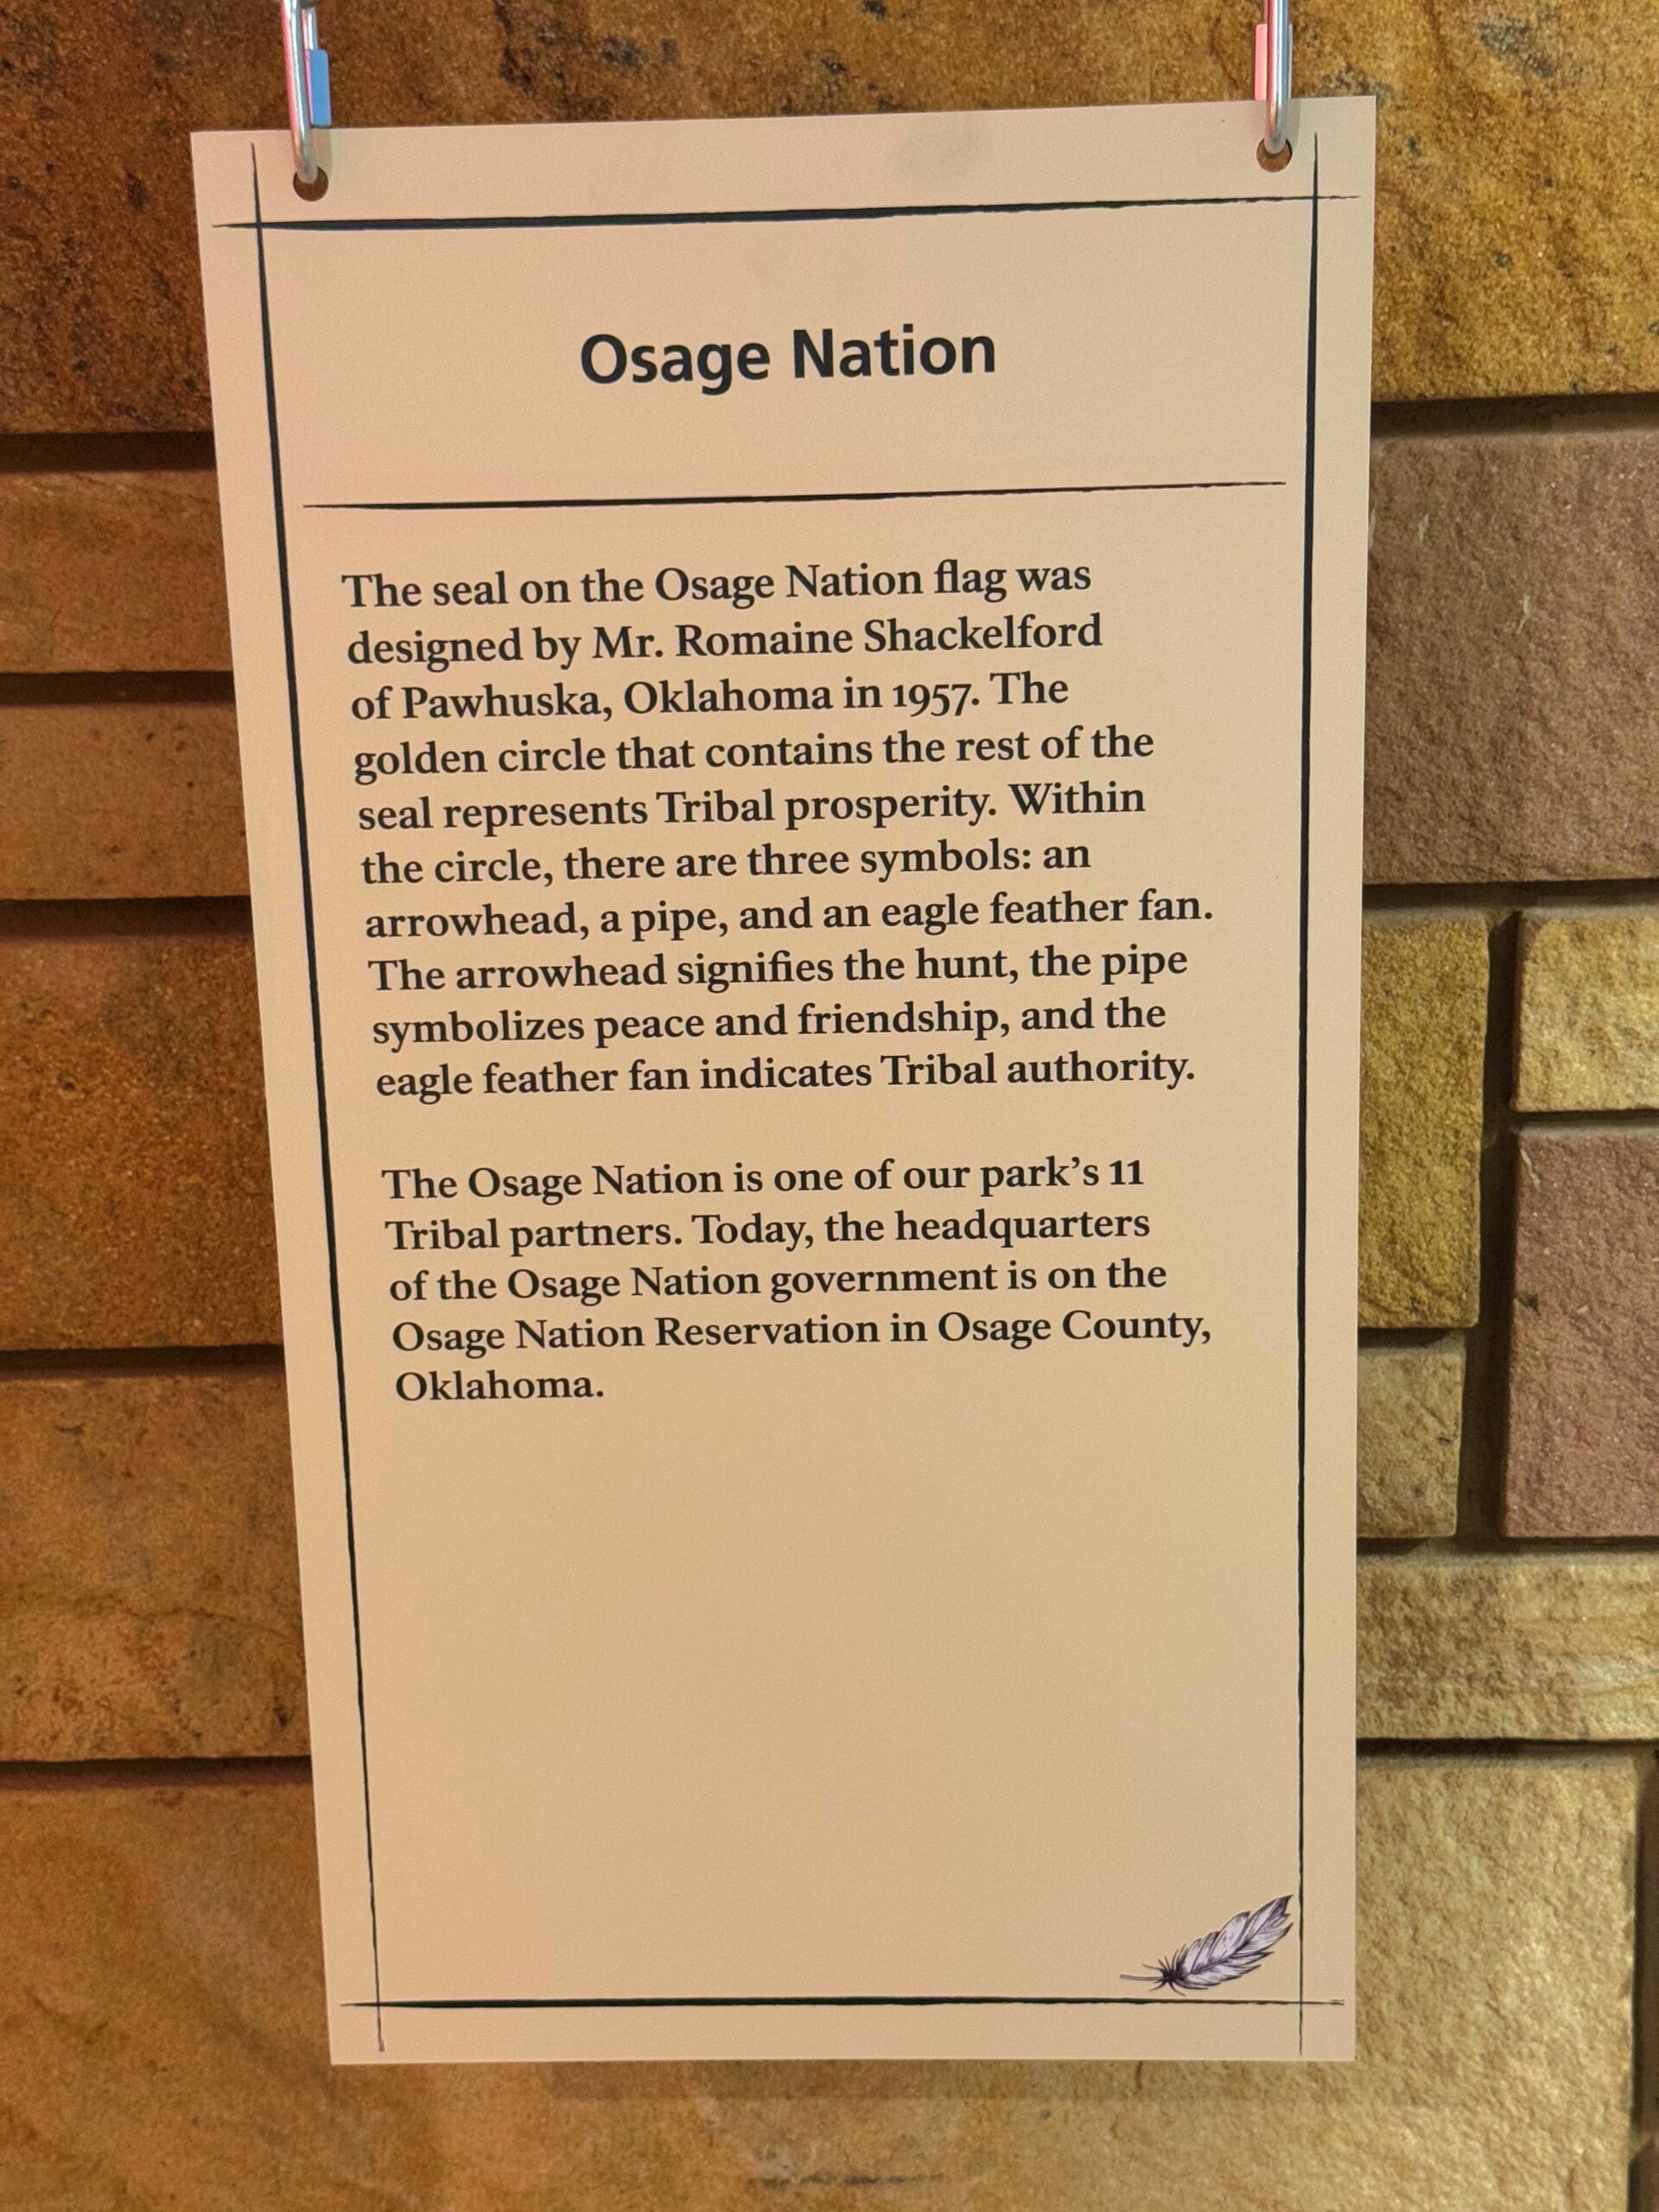 Osage Nation
The seal on the Osage Nation flag was
designed by Mr. Romaine Shackelford
of Pawhuska, Oklahoma in 1957. The
golden circle that contains the rest of the
seal represents Tribal prosperity. Within
the circle, there are three symbols: an
arrowhead, a pipe, and an eagle feather fan.
The arrowhead signifies the hunt, the pipe
symbolizes peace and friendship, and the
eagle feather fan indicates Tribal authority.
The Osage Nation is one of our park’s 11
Tribal partners. Today, the headquarters
of the Osage Nation government is on the
Osage Nation Reservation in Osage County,
Oklahoma.